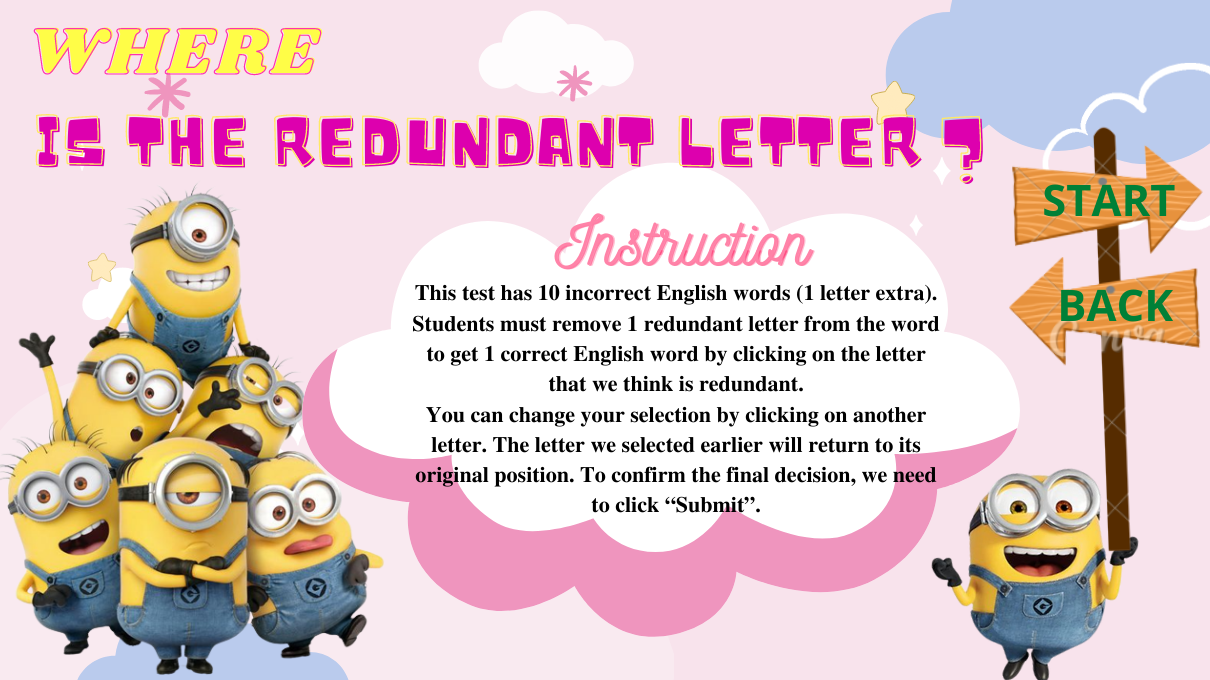 WHERE
IS THE REDUNDANT LETTER ?
Instruction
This test has 10 incorrect English words (1 letter extra).
Students must remove 1 redundant letter from the word
to get 1 correct English word by clicking on the letter
that we think is redundant.
You can change your selection by clicking on another
letter. The letter we selected earlier will return to its
original position. To confirm the final decision, we need
to click “Submit”.
START
BACK
Canva